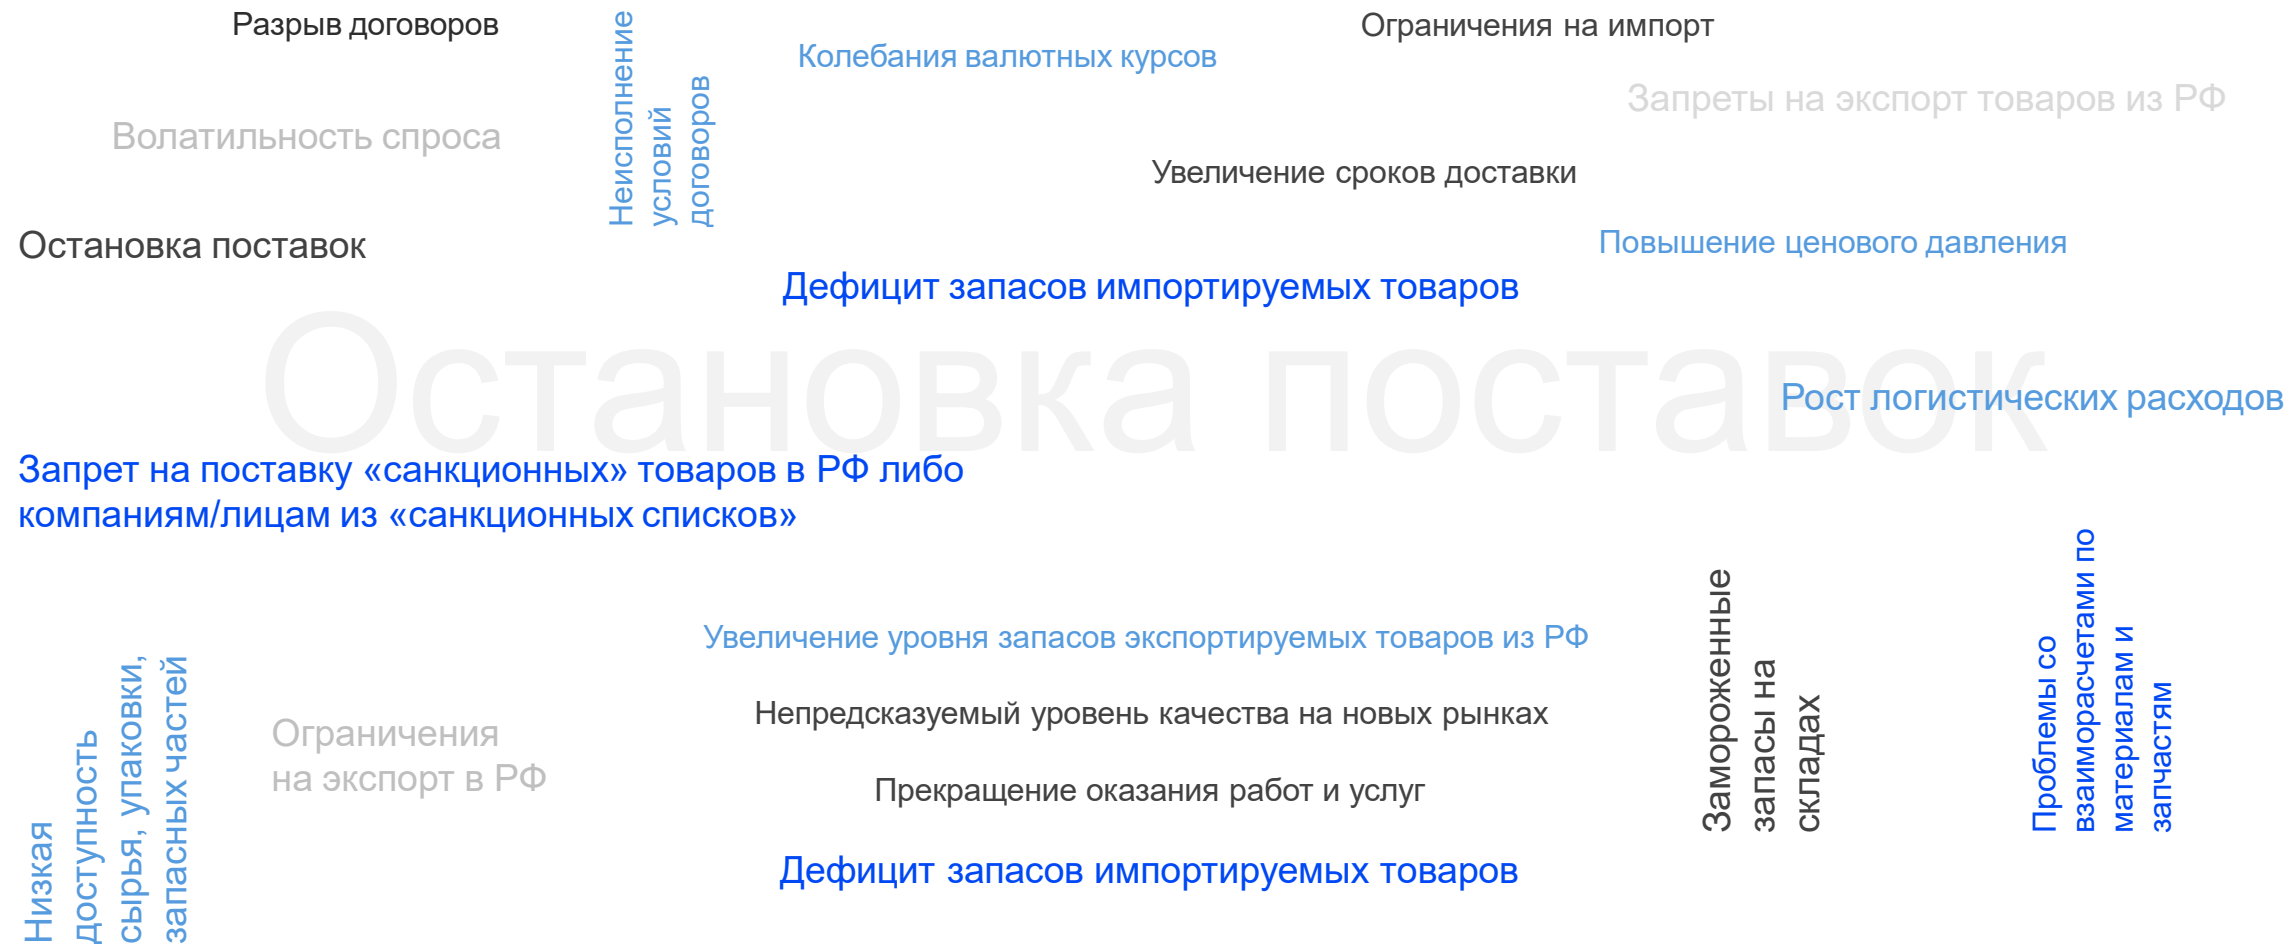 Разрыв договоров
Неисполнение
условий
договоров
Колебания валютных курсов
Ограничения на импорт
Запреты на экспорт товаров из РФ
Волатильность спроса
Увеличение сроков доставки
Остановка поставок
Повышение ценового давления
Дефицит запасов импортируемых товаров
Остановка поставок
Рост логистических расходов
Запрет на поставку «санкционных» товаров в РФ либо
компаниям/лицам из «санкционных списков»
Увеличение уровня запасов экспортируемых товаров из РФ
Замороженные
запасы на
складах
Проблемы со
взаиморасчетами по
материалам и
запчастям
Низкая
доступность
сырья, упаковки,
запасных частей
Ограничения
на экспорт в РФ
Непредсказуемый уровень качества на новых рынках
Прекращение оказания работ и услуг
Дефицит запасов импортируемых товаров